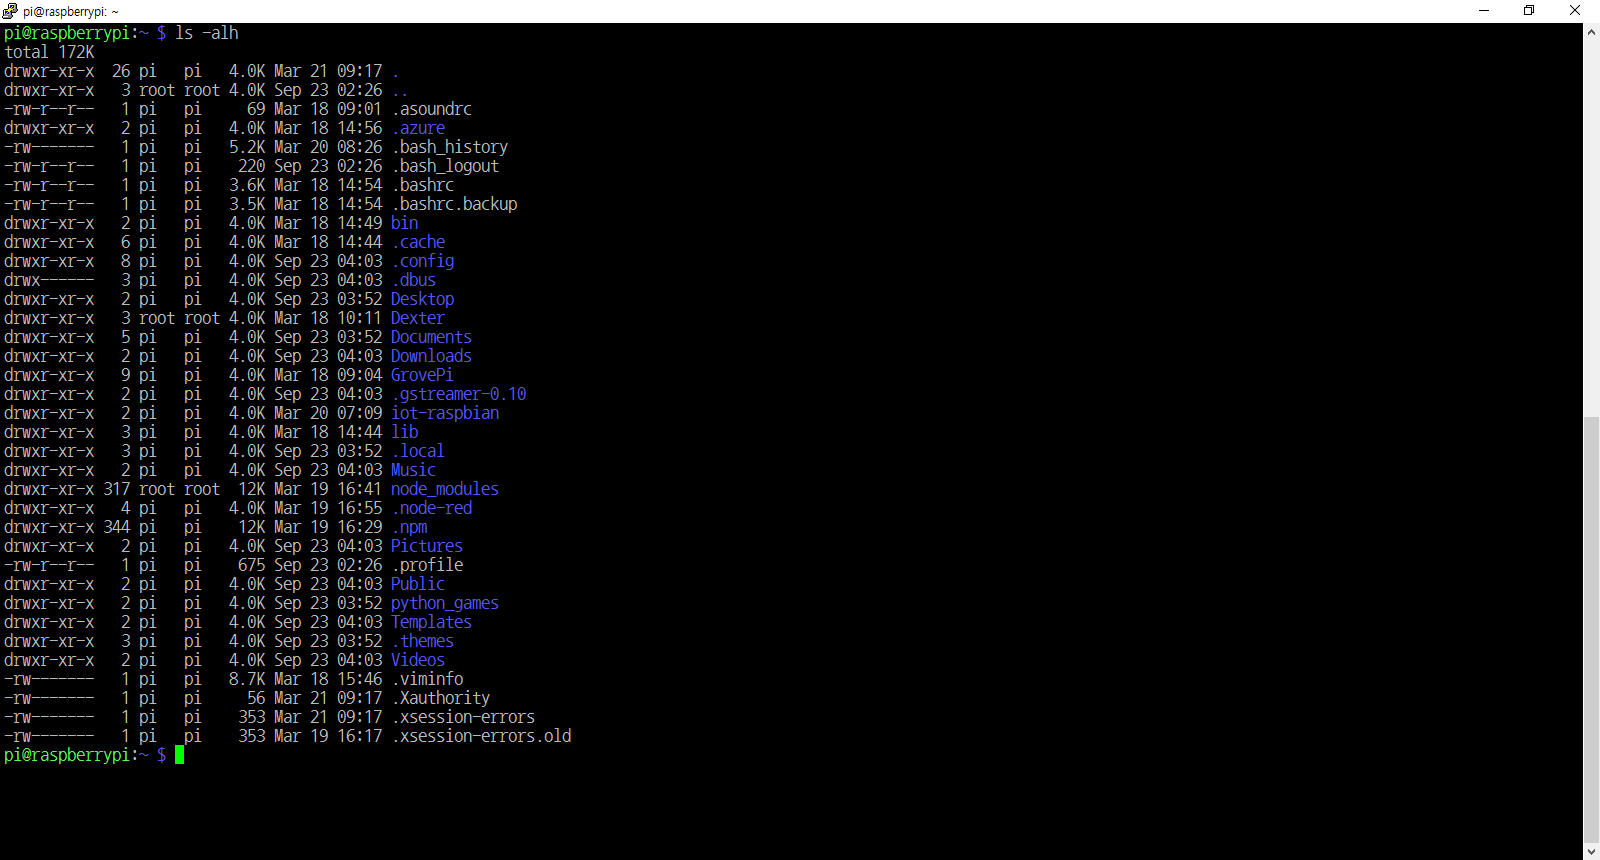 pi@raspberrypi: ~
pi@raspberrypi:~ $ ls -alh
total 172K
drwxr-xr-x  26 pi   pi   4.0K Mar 21 09:17 .
drwxr-xr-x   3 root root 4.0K Sep 23 02:26 ..
-rw-r--r--   1 pi   pi     69 Mar 18 09:01 .asoundrc
drwxr-xr-x   2 pi   pi   4.0K Mar 18 14:56 .azure
-rw-------   1 pi   pi   5.2K Mar 20 08:26 .bash_history
-rw-r--r--   1 pi   pi    220 Sep 23 02:26 .bash_logout
-rw-r--r--   1 pi   pi   3.6K Mar 18 14:54 .bashrc
-rw-r--r--   1 pi   pi   3.5K Mar 18 14:54 .bashrc.backup
drwxr-xr-x   2 pi   pi   4.0K Mar 18 14:49 bin
drwxr-xr-x   6 pi   pi   4.0K Mar 18 14:44 .cache
drwxr-xr-x   8 pi   pi   4.0K Sep 23 04:03 .config
drwx------   3 pi   pi   4.0K Sep 23 04:03 .dbus
drwxr-xr-x   2 pi   pi   4.0K Sep 23 03:52 Desktop
drwxr-xr-x   3 root root 4.0K Mar 18 10:11 Dexter
drwxr-xr-x   5 pi   pi   4.0K Sep 23 03:52 Documents
drwxr-xr-x   2 pi   pi   4.0K Sep 23 04:03 Downloads
drwxr-xr-x   9 pi   pi   4.0K Mar 18 09:04 GrovePi
drwxr-xr-x   2 pi   pi   4.0K Sep 23 04:03 .gstreamer-0.10
drwxr-xr-x   2 pi   pi   4.0K Mar 20 07:09 iot-raspbian
drwxr-xr-x   3 pi   pi   4.0K Mar 18 14:44 lib
drwxr-xr-x   3 pi   pi   4.0K Sep 23 03:52 .local
drwxr-xr-x   2 pi   pi   4.0K Sep 23 04:03 Music
drwxr-xr-x 317 root root  12K Mar 19 16:41 node_modules
drwxr-xr-x   4 pi   pi   4.0K Mar 19 16:55 .node-red
drwxr-xr-x 344 pi   pi    12K Mar 19 16:29 .npm
drwxr-xr-x   2 pi   pi   4.0K Sep 23 04:03 Pictures
-rw-r--r--   1 pi   pi    675 Sep 23 02:26 .profile
drwxr-xr-x   2 pi   pi   4.0K Sep 23 04:03 Public
drwxr-xr-x   2 pi   pi   4.0K Sep 23 03:52 python_games
drwxr-xr-x   2 pi   pi   4.0K Sep 23 04:03 Templates
drwxr-xr-x   3 pi   pi   4.0K Sep 23 03:52 .themes
drwxr-xr-x   2 pi   pi   4.0K Sep 23 04:03 Videos
-rw-------   1 pi   pi   8.7K Mar 18 15:46 .viminfo
-rw-------   1 pi   pi     56 Mar 21 09:17 .Xauthority
-rw-------   1 pi   pi    353 Mar 21 09:17 .xsession-errors
-rw-------   1 pi   pi    353 Mar 19 16:17 .xsession-errors.old
pi@raspberrypi:~ $